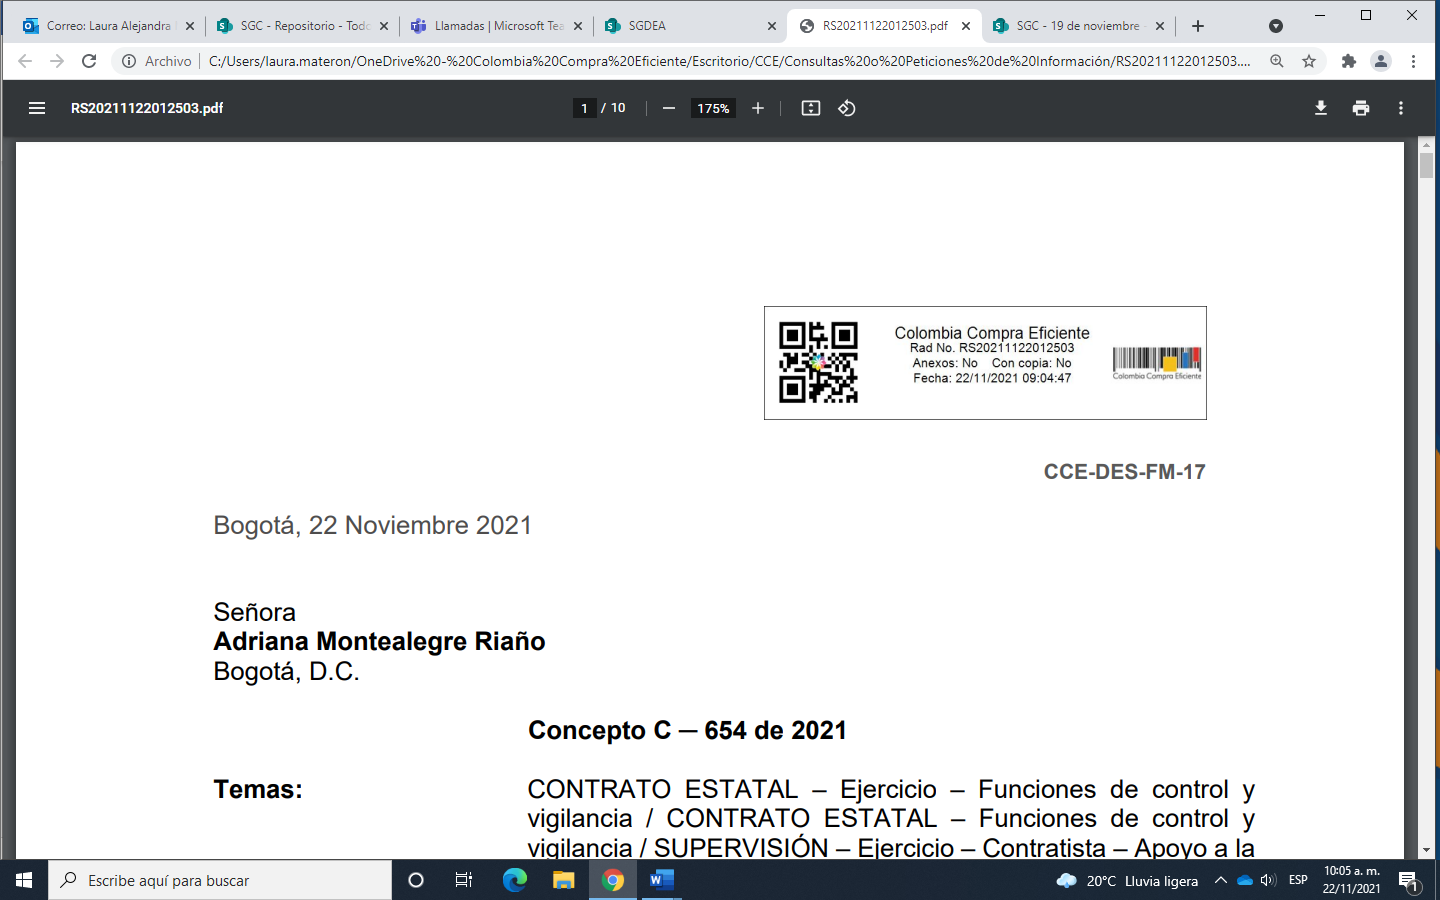 Correo: Laura Alejandra
SGC - Repositorio - Todo
Llamadas | Microsoft Tea
SGDEA
RS20211122012503.pdf
SGC - 19 de noviembre
Archivo
C:/Users/laura.materon/OneDrive%20-%20Colombia%20Compra%20Eficiente/Escritorio/CCE/Consultas%20o%20Peticiones%20de%20Información/RS20211122012503....
RS20211122012503.pdf
1 / 10
175%
Colombia Compra Eficiente
Rad No. RS20211122012503
Anexos: No Con copia: No
Fecha: 22/11/2021 09:04:47
Colombia Compra Eficiente
CCE-DES-FM-17
Bogotá, 22 Noviembre 2021
Señora
Adriana Montealegre Riaño
Bogotá, D.C.
Concepto C ─ 654 de 2021
Temas:
CONTRATO ESTATAL – Ejercicio – Funciones de control y
vigilancia / CONTRATO ESTATAL – Funciones de control y
vigilancia / SUPERVISIÓN – Ejercicio – Contratista – Apoyo a la
Escribe aquí para buscar
20°C Lluvia ligera
ESP
10:05 a. m.
22/11/2021
1